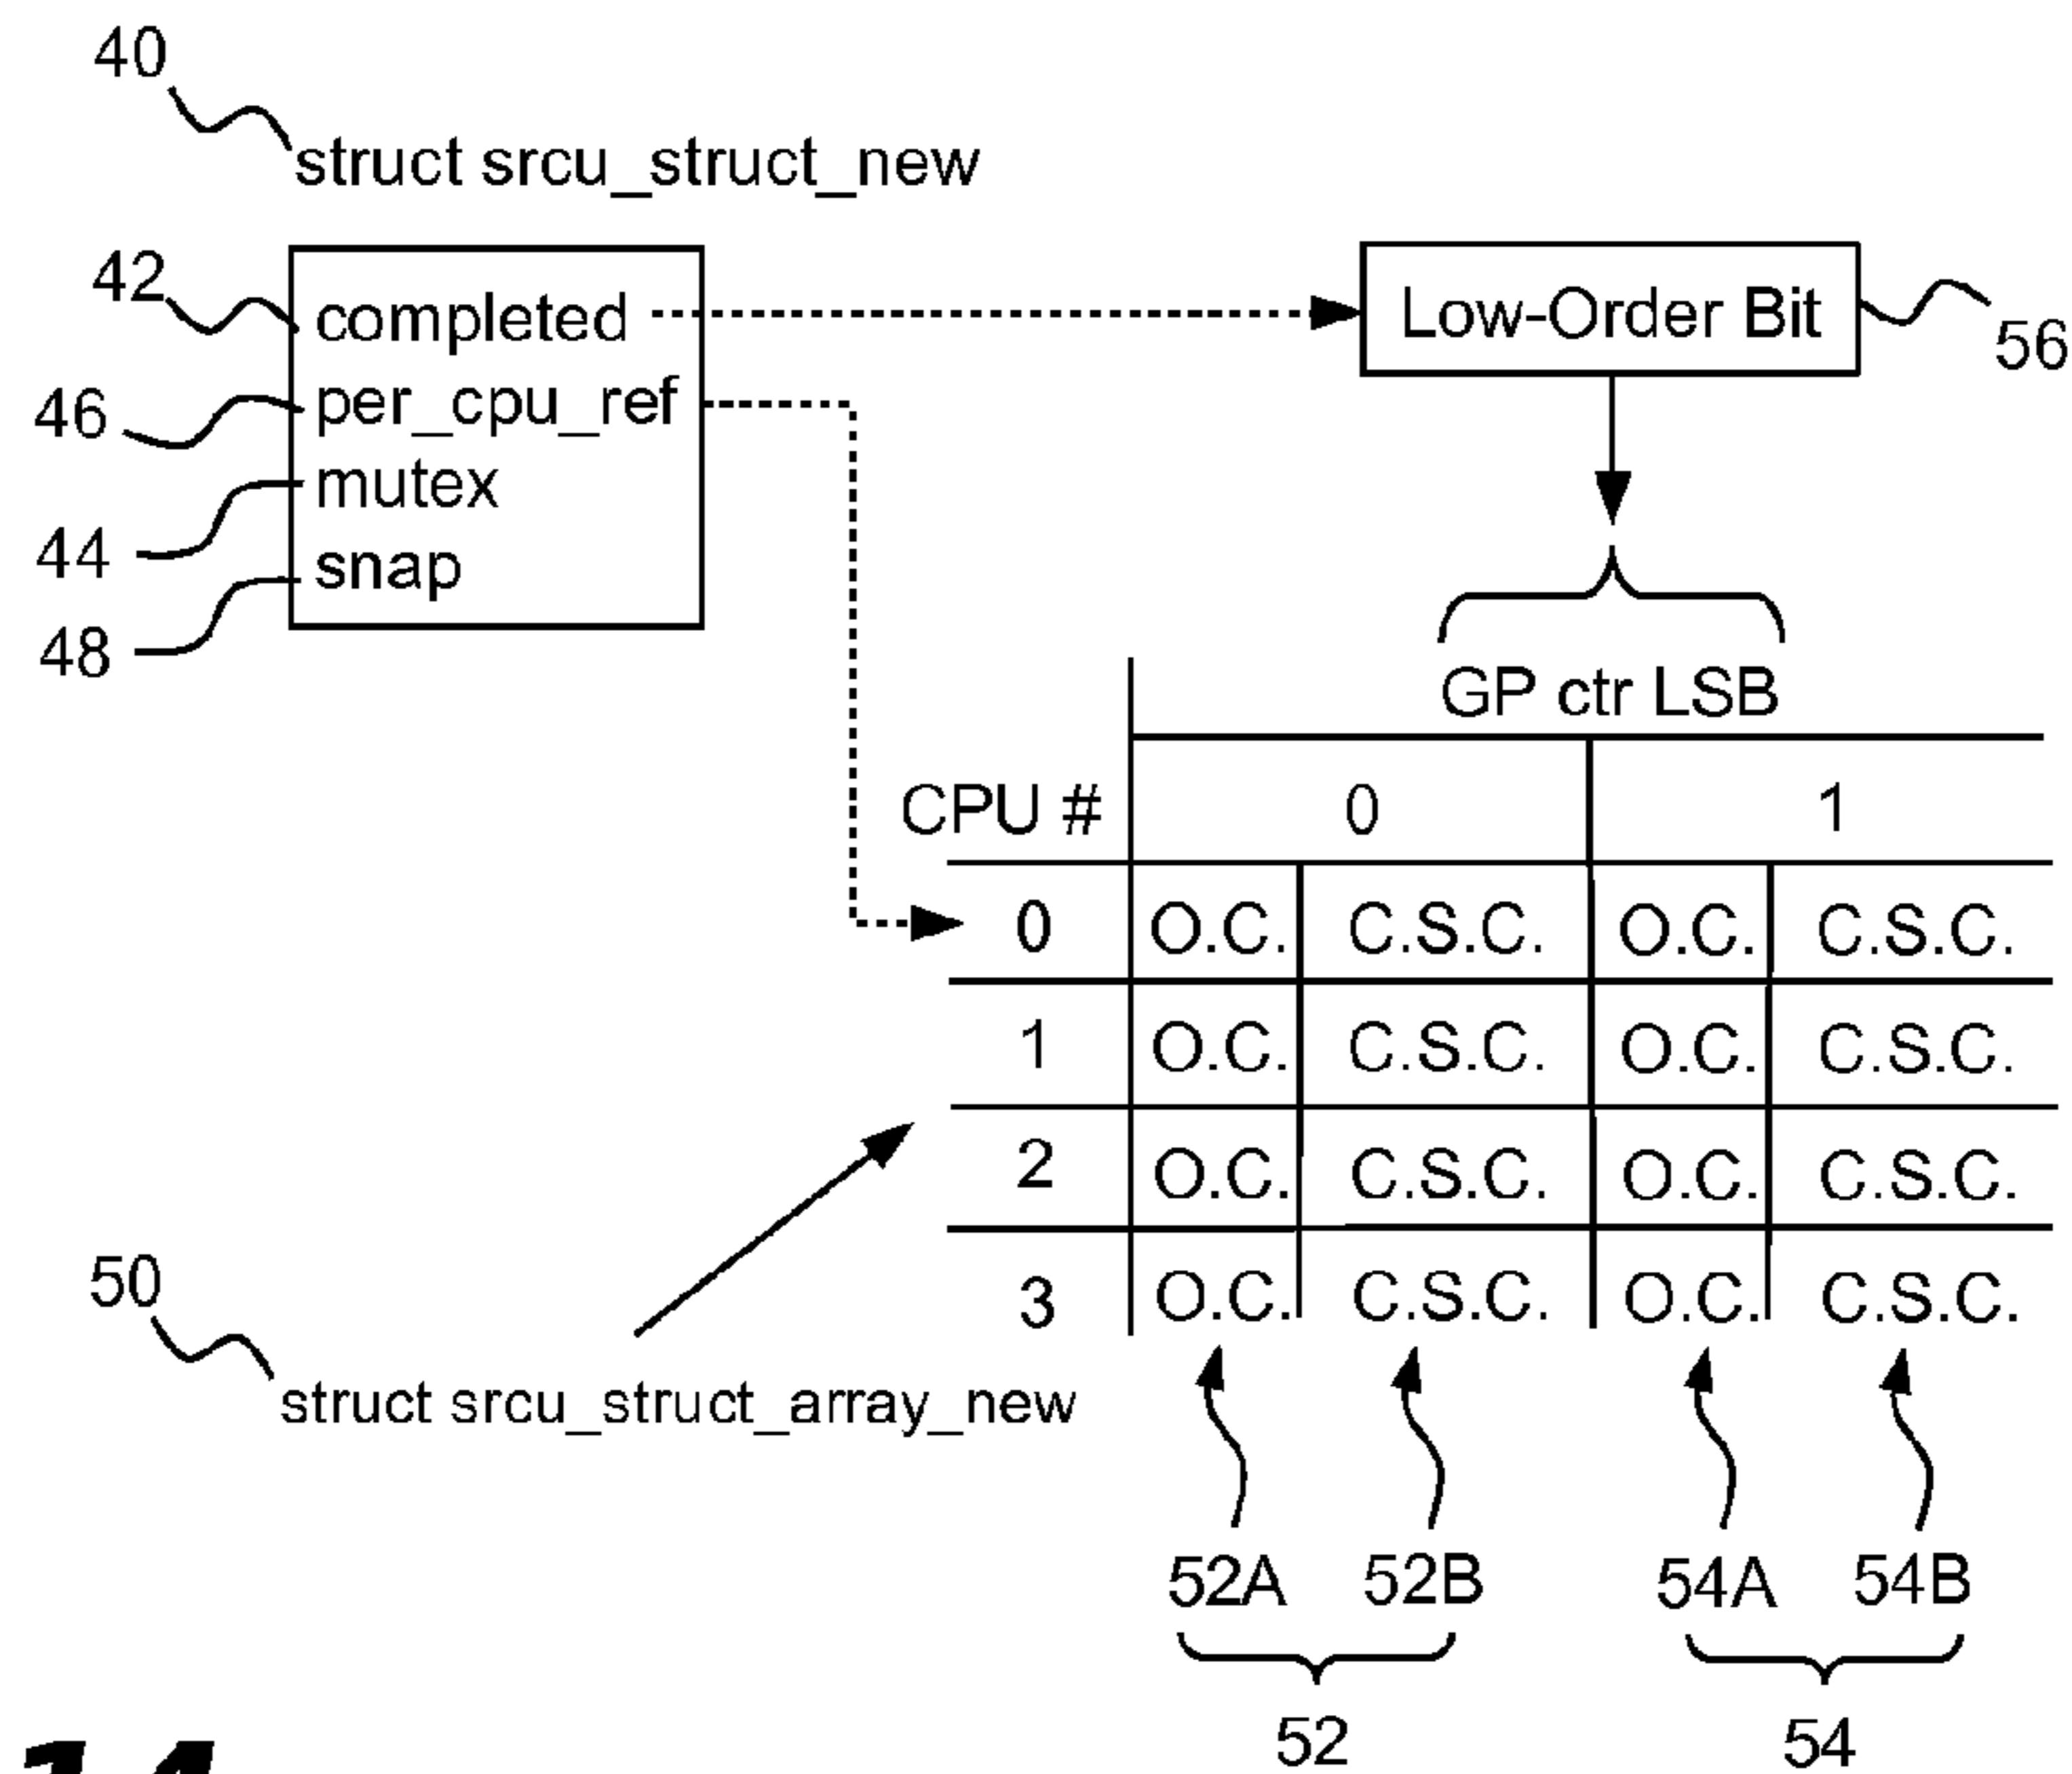 40
struct srcu_struct_new
42
completed
Low-Order Bit
56
46
per_cpu_ref
mutex
44
snap
48
GP ctr LSB
CPU # 0 1
0 O.C. C.S.C. O.C. C.S.C.
1 O.C. C.S.C. O.C. C.S.C.
2 O.C. C.S.C. O.C. C.S.C.
3 O.C. C.S.C. O.C. C.S.C.
50
struct srcu_struct_array_new
52A 52B 54A 54B
52 54